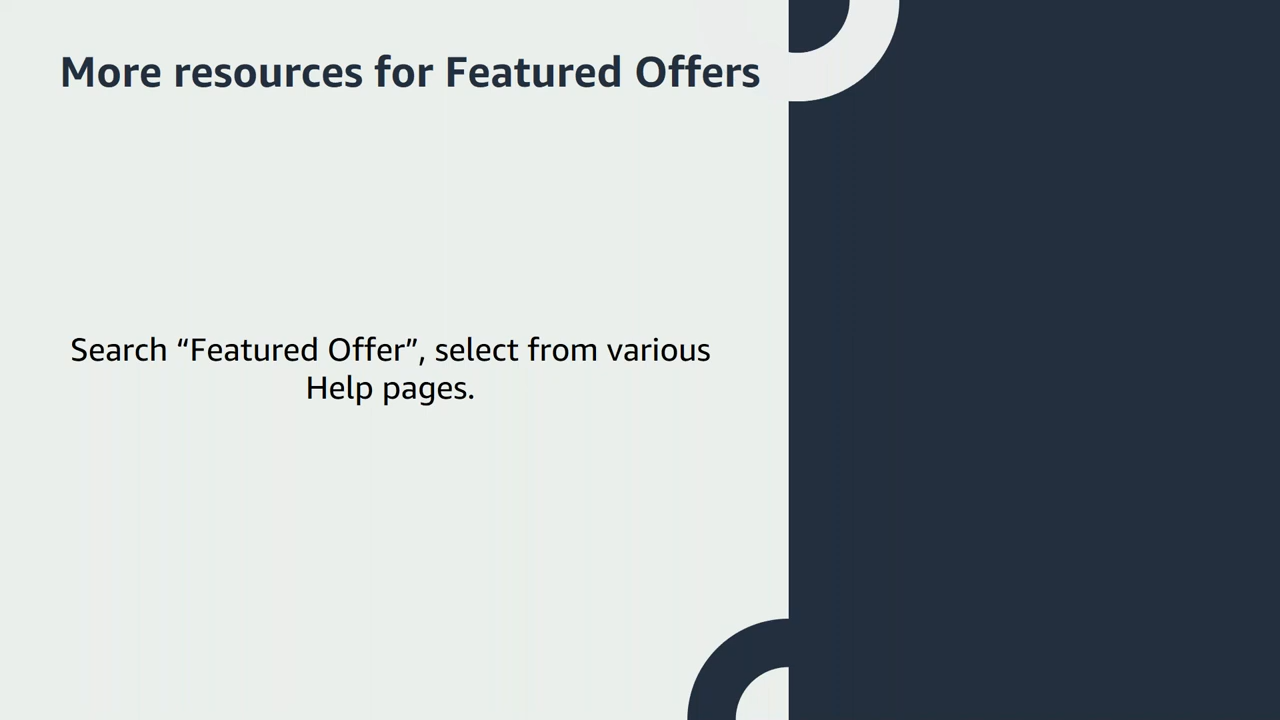 More resources for Featured Offers
Search “Featured Offer”, select from various
Help pages.